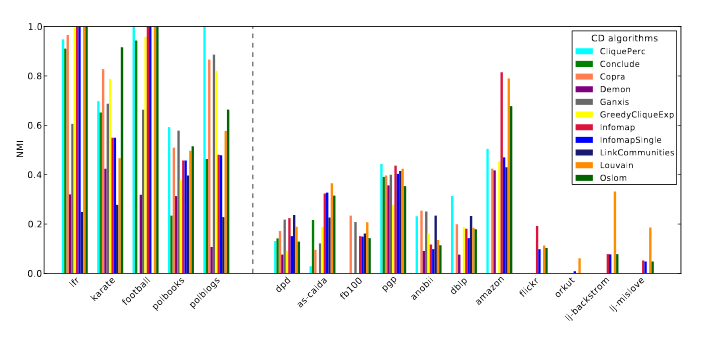 1.0
0.8
0.6
0.4
0.2
0.0
NMI
CD algorithms
CliquePerc
Conclude
Copra
Demon
Ganxis
GreedyCliqueExp
Infomap
InfomapSingle
LinkCommunities
Louvain
Oslom
lfr
karate
football
polbooks
polblogs
dpd
as-caida
fb100
pgp
anobii
dblp
amazon
flickr
orkut
lj-backstrom
lj-mislove